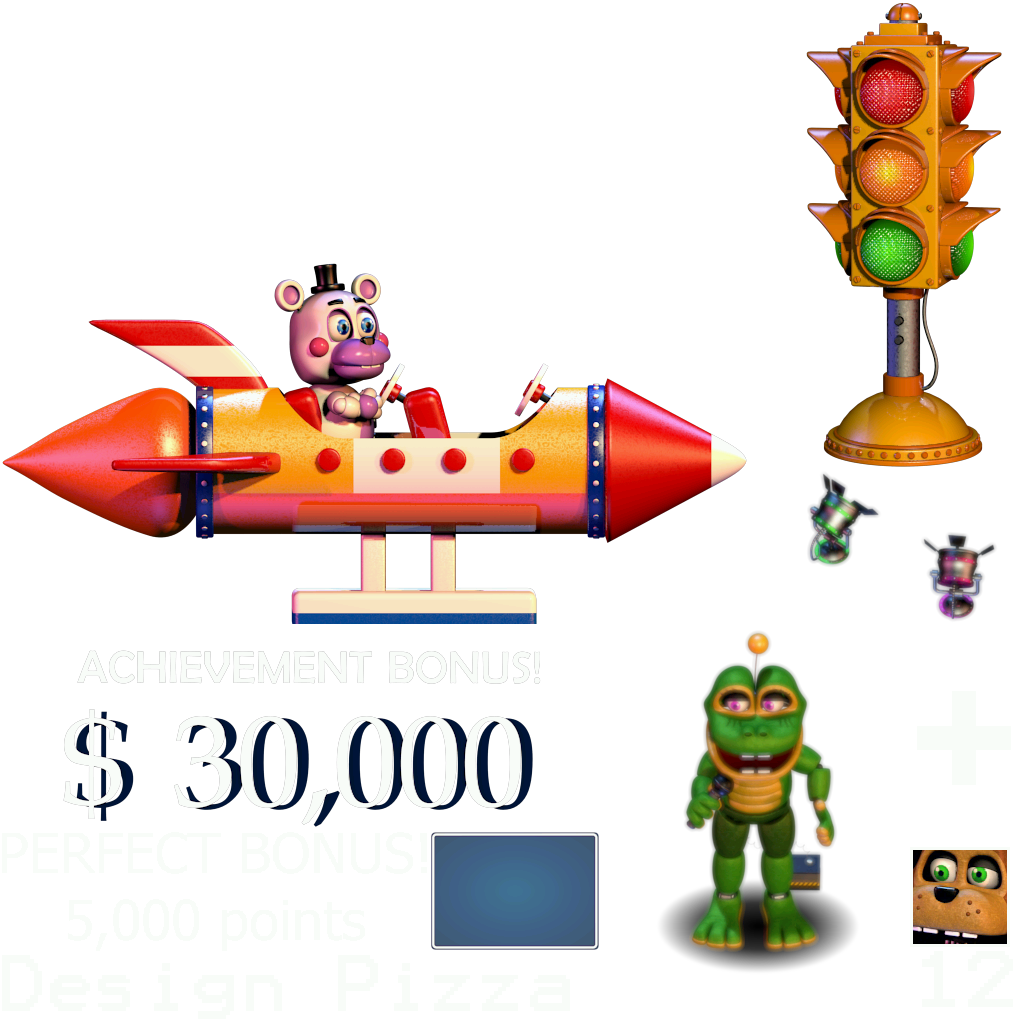 ACHIEVEMENT BONUS!
$ 30,000
+
PERFECT BONUS!
5,000 points
Design Pizza
12